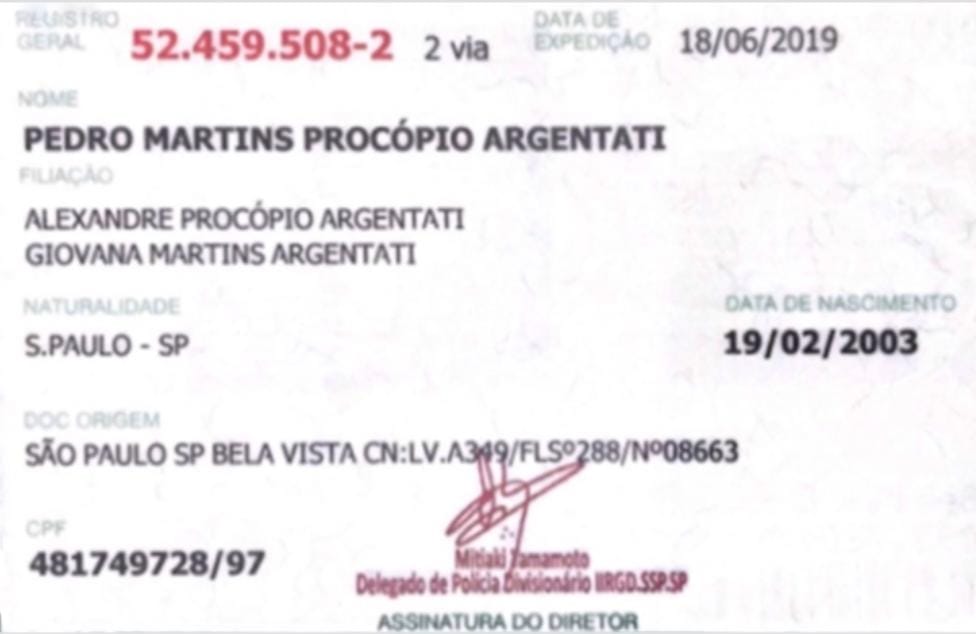 REGISTRO GERAL 52.459.508-2 2 via DATA DE EXPEDIÇÃO 18/06/2019
NOME
PEDRO MARTINS PROCÓPIO ARGENTATI
FILIAÇÃO
ALEXANDRE PROCÓPIO ARGENTATI
GIOVANA MARTINS ARGENTATI
NATURALIDADE DATA DE NASCIMENTO
S.PAULO - SP 19/02/2003
DOC ORIGEM
SÃO PAULO SP BELA VISTA CN:LV.A349/FLSº288/Nº08663
CPF
481749728/97
Mitiaki Yamamoto
Delegado de Polícia Divisionário IIRGD.SSP.SP
ASSINATURA DO DIRETOR